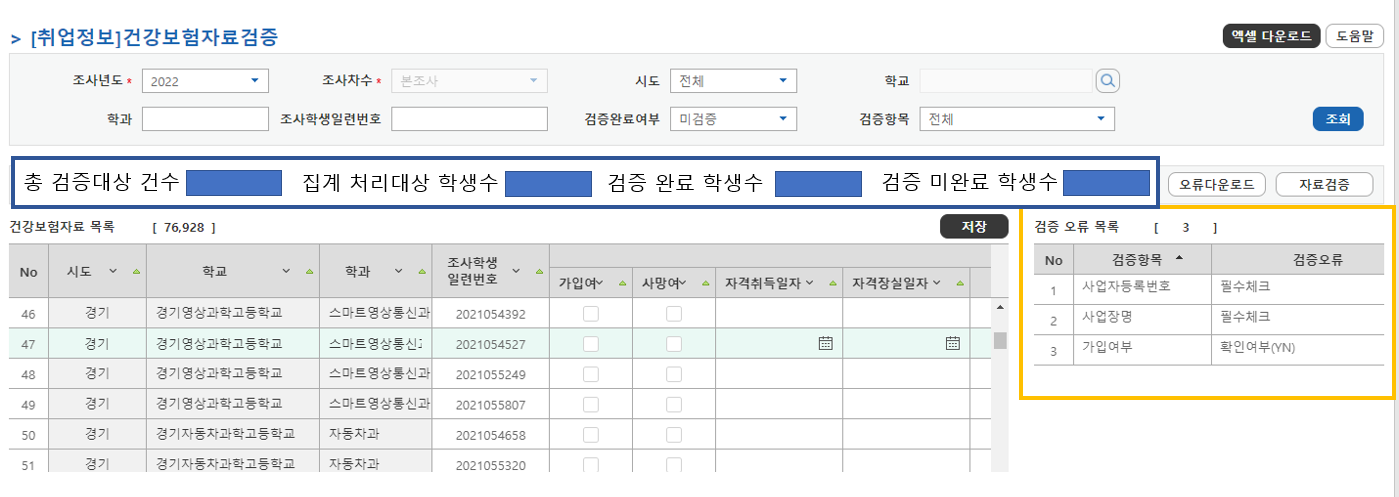 > [취업정보]건강보험자료검증
엑셀 다운로드 도움말
조사년도 * 2022 조사차수 * 본조사 시도 전체 학교
학과 조사학생일련번호 검증완료여부 미검증 검증항목 전체 조회
총 검증대상 건수 집계 처리대상 학생수 검증 완료 학생수 검증 미완료 학생수 오류다운로드 자료검증
건강보험자료 목록 [ 76,928 ] 저장
No 시도 학교 학과 조사학생 일련번호
가입여 사망여 자격취득일자 자격장실일자
46 경기 경기영상과학고등학교 스마트영상통신과 2021054392
47 경기 경기영상과학고등학교 스마트영상통신고 2021054527
48 경기 경기영상과학고등학교 스마트영상통신과 2021055249
49 경기 경기영상과학고등학교 스마트영상통신과 2021055807
50 경기 경기자동차과학고등학교 자동차과 2021054658
51 경기 경기자동차과학고등학교 자동차과 2021055320
검증 오류 목록 [ 3 ]
No 검증항목 검증오류
1 사업자등록번호 필수체크
2 사업장명 필수체크
3 가입여부 확인여부(YN)